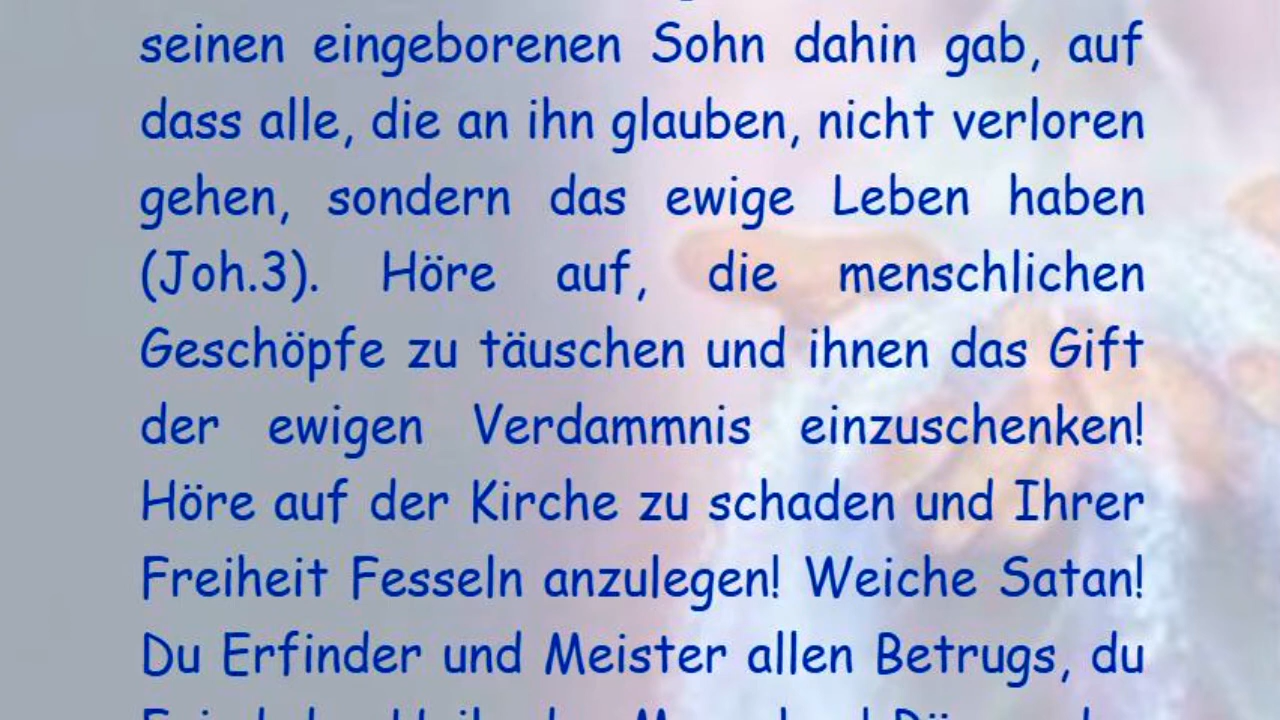 seinen eingeborenen Sohn dahin gab, auf
dass alle, die an ihn glauben, nicht verloren
gehen, sondern das ewige Leben haben
(Joh.3). Höre auf, die menschlichen
Geschöpfe zu täuschen und ihnen das Gift
der ewigen Verdammnis einzuschenken!
Höre auf der Kirche zu schaden und Ihrer
Freiheit Fesseln anzulegen! Weiche Satan!
Du Erfinder und Meister allen Betrugs, du